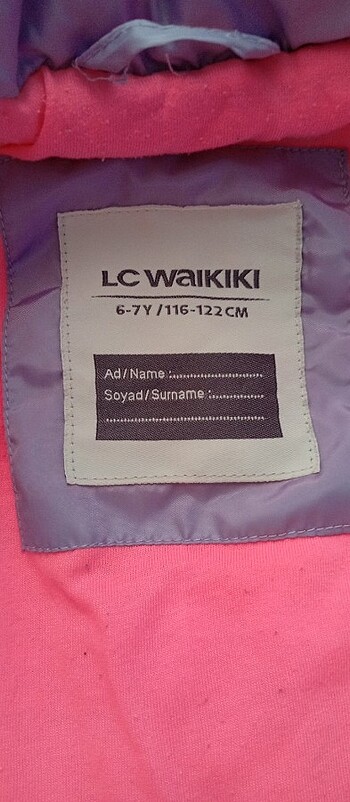 LC WAIKIKI
6-7Y / 116-122 CM
Ad/Name :........................
Soyad/Surname :..............
..........................................